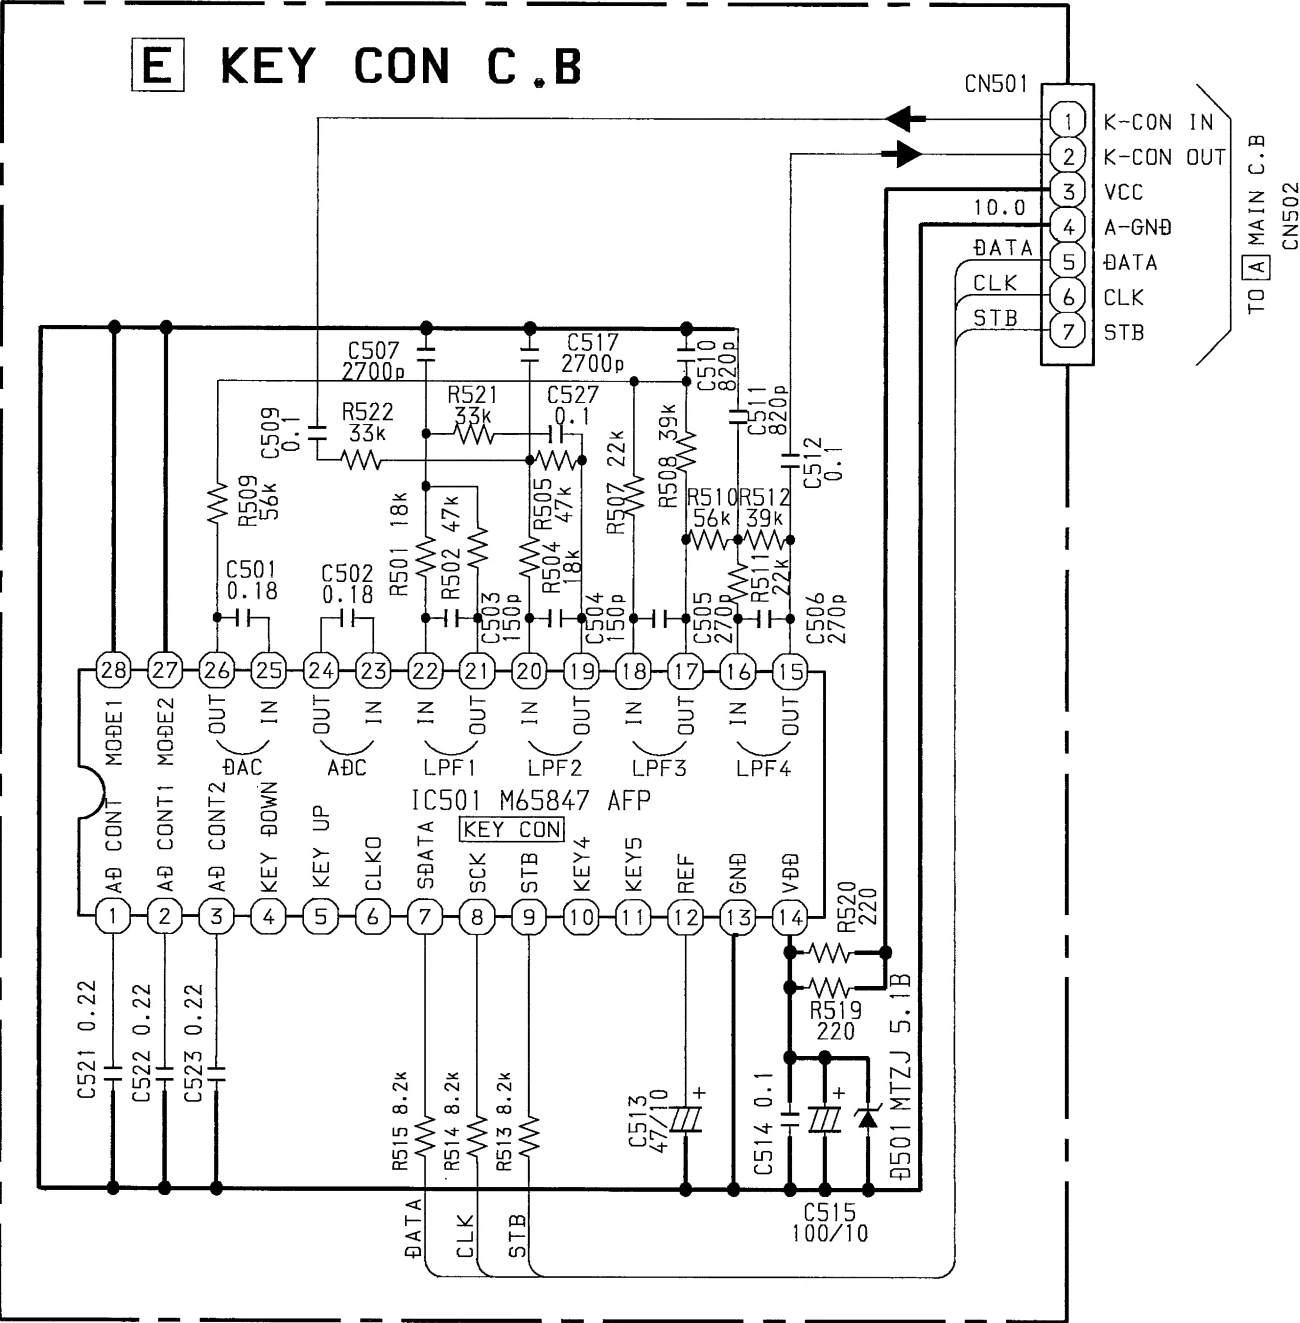 E KEY CON C.B
CN501
1 K-CON IN
2 K-CON OUT
3 VCC
10.0
4 A-GND
DATA 5 DATA
CLK 6 CLK
STB 7 STB
TO A MAIN C.B
CN502
C507
2700p
C517
2700p
C510
820p
C511
820p
C509
0.1
R522
33k
R521
33k
C527
0.1
C512
0.1
R509
56k
R501 18k
R502 47k
R505
47k
R504
18k
R507 22k
R508 39k
R510
56k
R512
39k
R511
22k
C501
0.18
C502
0.18
C503
150p
C504
150p
C505
270p
C506
270p
28 27 26 25 24 23 22 21 20 19 18 17 16 15
MODE1 MODE2 OUT IN OUT IN IN OUT IN OUT IN OUT IN OUT
DAC ADC LPF1 LPF2 LPF3 LPF4
IC501 M65847 AFP
KEY CON
AD CONT AD CONT1 AD CONT2 KEY DOWN KEY UP CLKO SDATA SCK STB KEY4 KEY5 REF GND VDD
1 2 3 4 5 6 7 8 9 10 11 12 13 14
R520
220
R519
220
C521 0.22
C522 0.22
C523 0.22
R515 8.2k
R514 8.2k
R513 8.2k
C513
47/10
+
C514 0.1
+
D501 MTZJ 5.1B
C515
100/10
DATA
CLK
STB